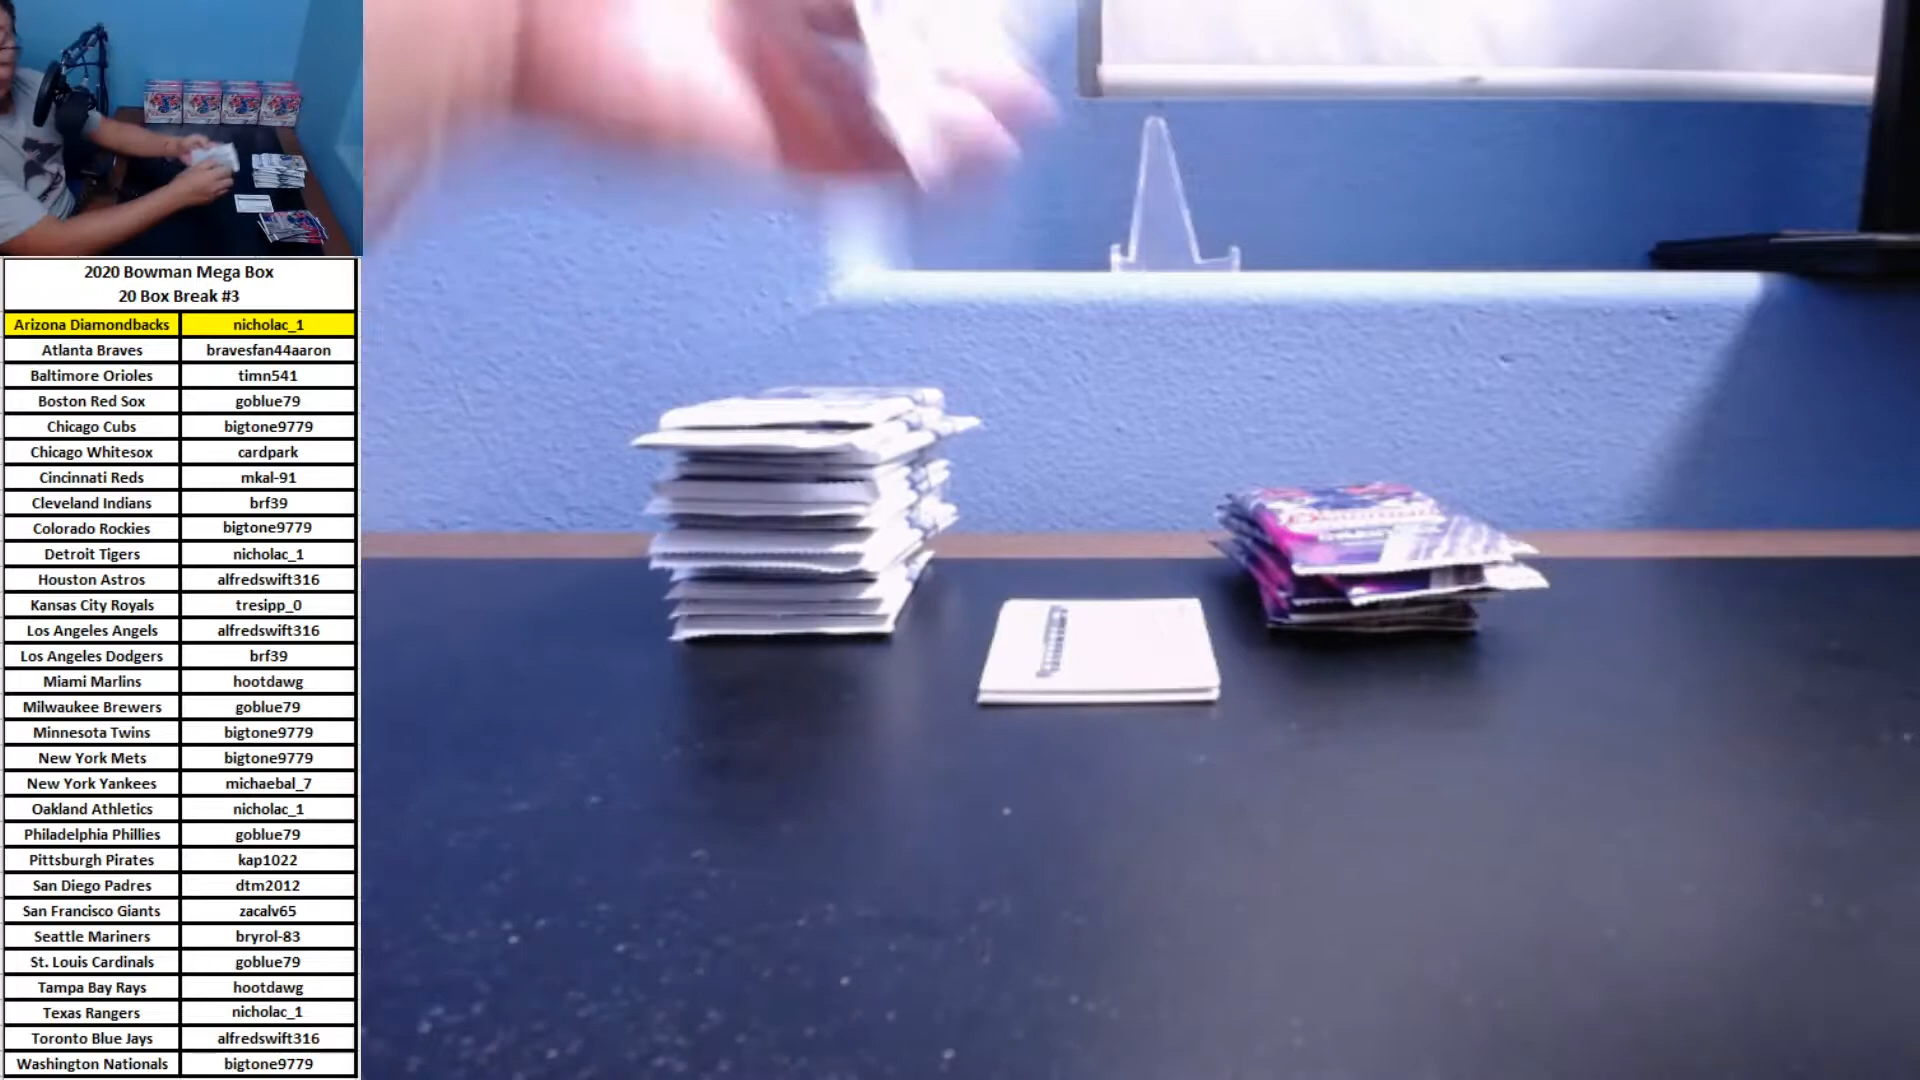 2020 Bowman Mega Box
20 Box Break #3
Arizona Diamondbacks nicholac_1
Atlanta Braves bravesfan44aaron
Baltimore Orioles timn541
Boston Red Sox goblue79
Chicago Cubs bigtone9779
Chicago Whitesox cardpark
Cincinnati Reds mkal-91
Cleveland Indians brf39
Colorado Rockies bigtone9779
Detroit Tigers nicholac_1
Houston Astros alfredswift316
Kansas City Royals tresipp_0
Los Angeles Angels alfredswift316
Los Angeles Dodgers brf39
Miami Marlins hootdawg
Milwaukee Brewers goblue79
Minnesota Twins bigtone9779
New York Mets bigtone9779
New York Yankees michaebal_7
Oakland Athletics nicholac_1
Philadelphia Phillies goblue79
Pittsburgh Pirates kap1022
San Diego Padres dtm2012
San Francisco Giants zacalv65
Seattle Mariners bryrol-83
St. Louis Cardinals goblue79
Tampa Bay Rays hootdawg
Texas Rangers nicholac_1
Toronto Blue Jays alfredswift316
Washington Nationals bigtone9779